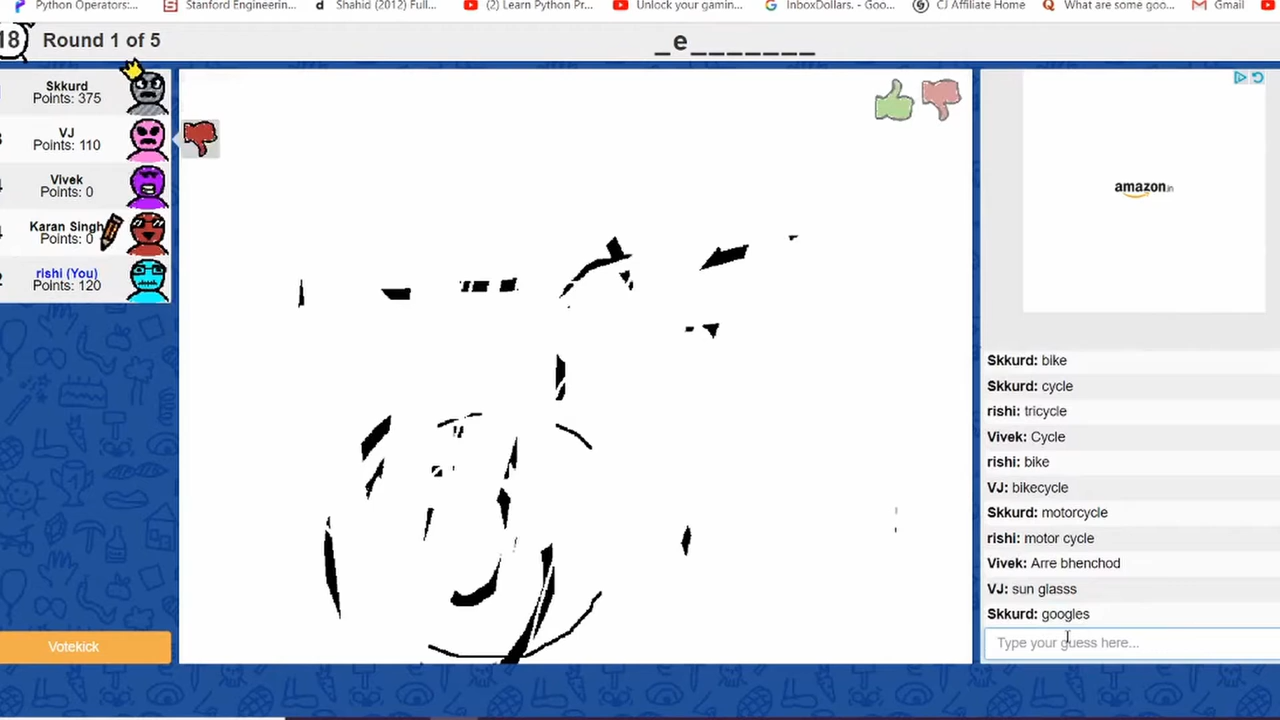 Python Operators:...
Stanford Engineerin...
Shahid (2012) Full...
(2) Learn Python Pr...
Unlock your gamin...
InboxDollars. - Goo...
CJ Affiliate Home
What are some goo...
Gmail
18
Round 1 of 5
_e_______
Skkurd
Points: 375
VJ
Points: 110
Vivek
Points: 0
Karan Singh
Points: 0
rishi (You)
Points: 120
Votekick
amazon.in
Skkurd: bike
Skkurd: cycle
rishi: tricycle
Vivek: Cycle
rishi: bike
VJ: bikecycle
Skkurd: motorcycle
rishi: motor cycle
Vivek: Arre bhenchod
VJ: sun glasss
Skkurd: googles
Type your guess here...